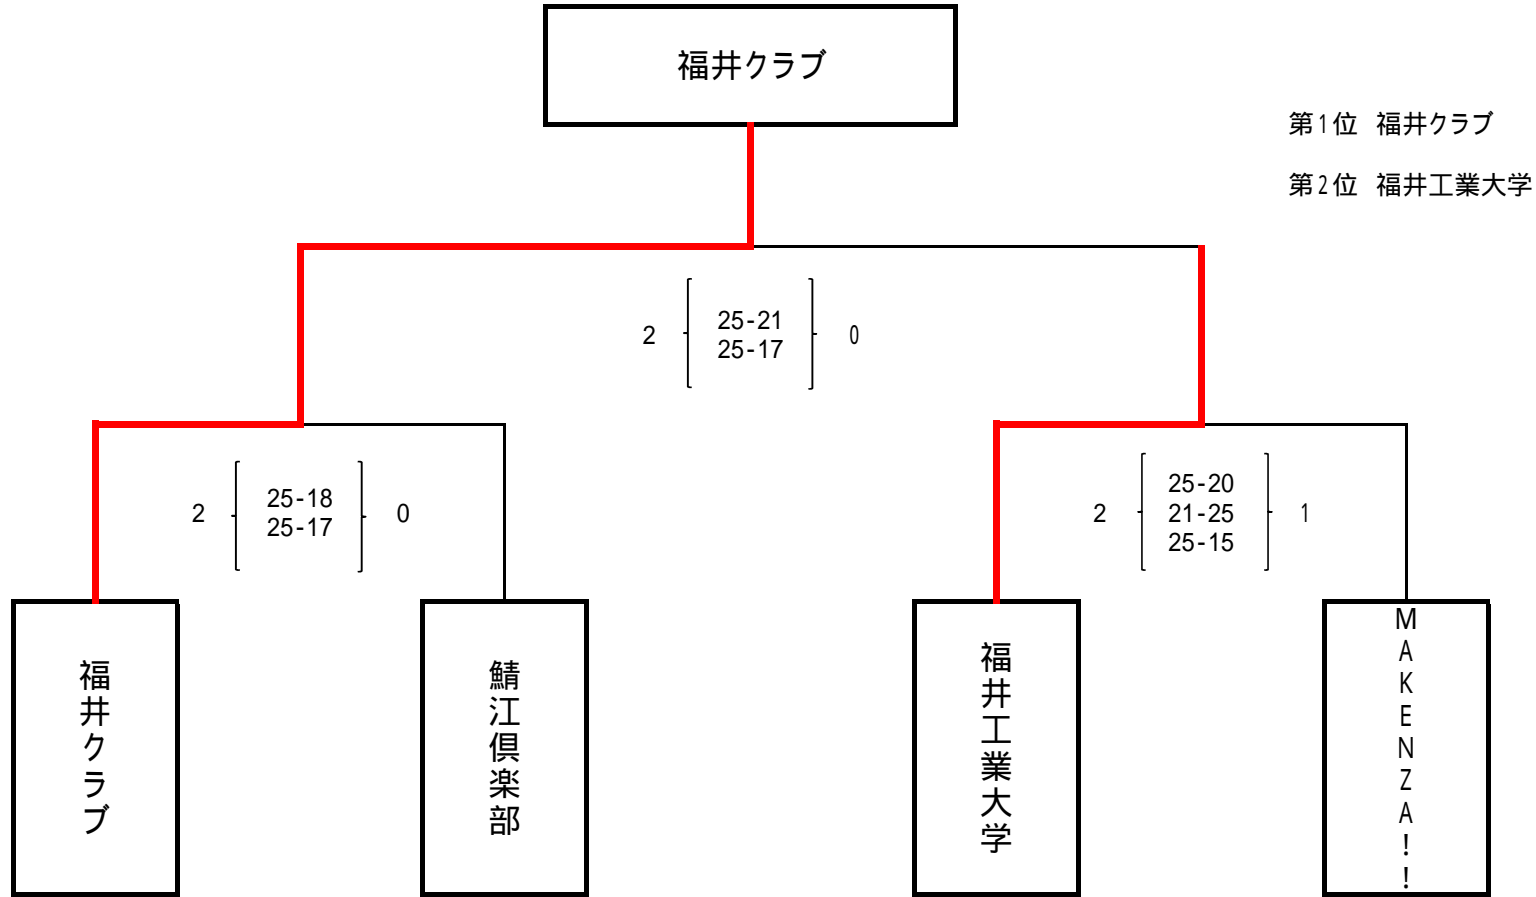 福井クラブ
第1位 福井クラブ
第2位 福井工業大学
2 25-21 0
25-17
2 25-18 0
25-17
2 25-20 1
21-25
25-15
福井クラブ
鯖江倶楽部
福井工業大学
MAKENZA!!